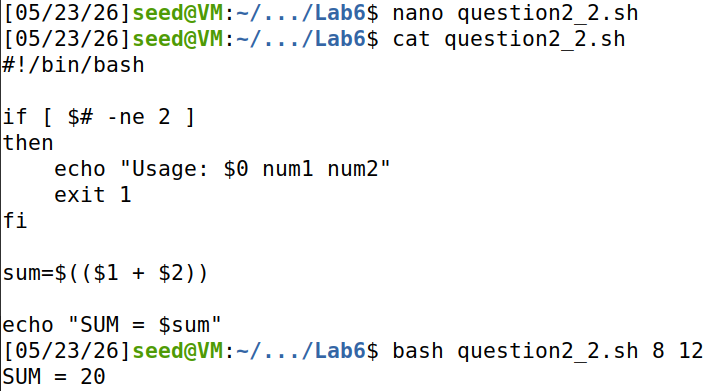 [05/23/26]seed@VM:~/.../Lab6$ nano question2_2.sh
[05/23/26]seed@VM:~/.../Lab6$ cat question2_2.sh
#!/bin/bash

if [ $# -ne 2 ]
then
    echo "Usage: $0 num1 num2"
    exit 1
fi

sum=$(($1 + $2))

echo "SUM = $sum"
[05/23/26]seed@VM:~/.../Lab6$ bash question2_2.sh 8 12
SUM = 20